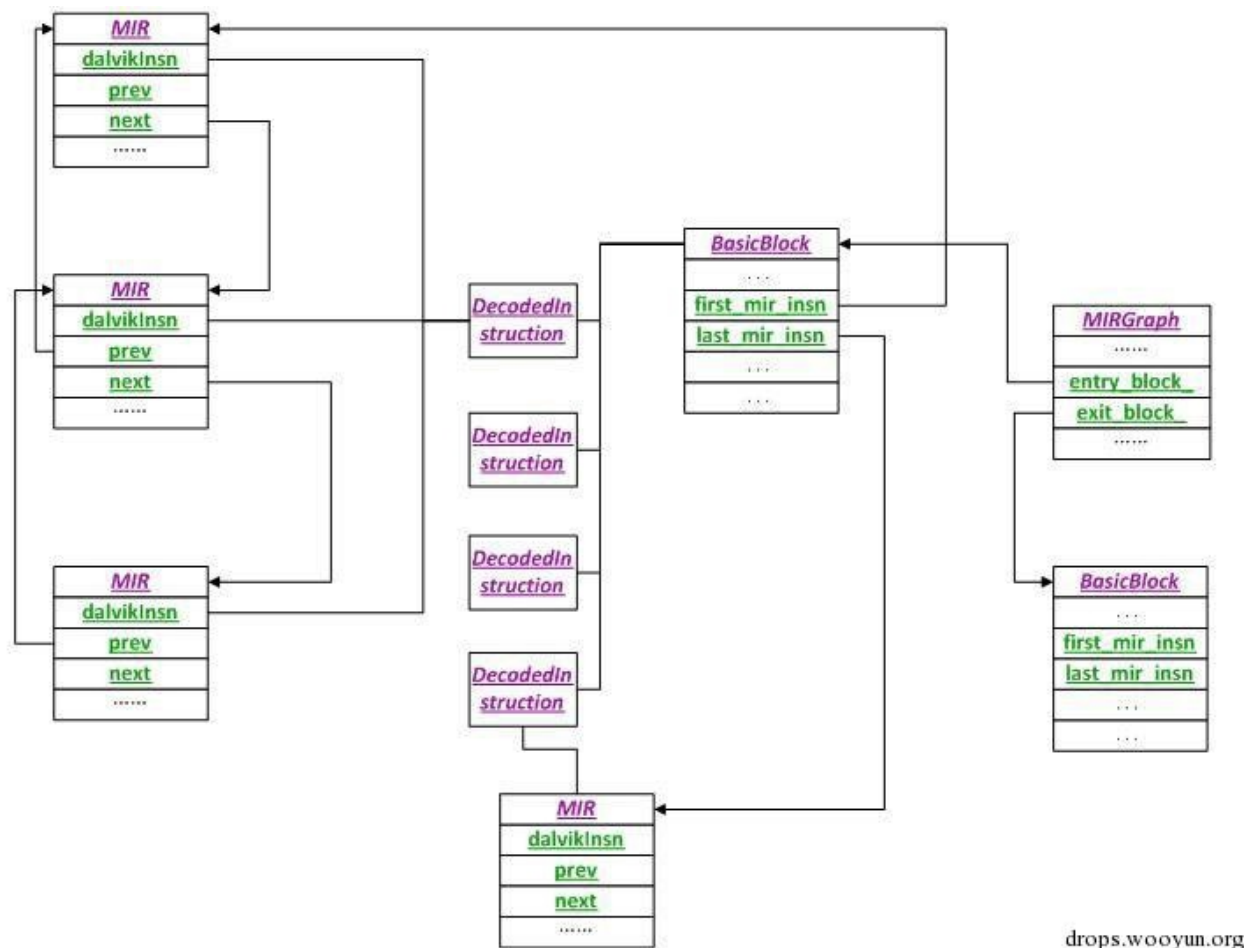 MIR
dalvikInsn
prev
next
......
MIR
dalvikInsn
prev
next
......
MIR
dalvikInsn
prev
next
......
DecodedIn
struction
DecodedIn
struction
DecodedIn
struction
DecodedIn
struction
MIR
dalvikInsn
prev
next
......
BasicBlock
...
first_mir_insn
last_mir_insn
...
...
MIRGraph
......
entry_block_
exit_block_
......
BasicBlock
...
first_mir_insn
last_mir_insn
...
...
drops.wooyun.org